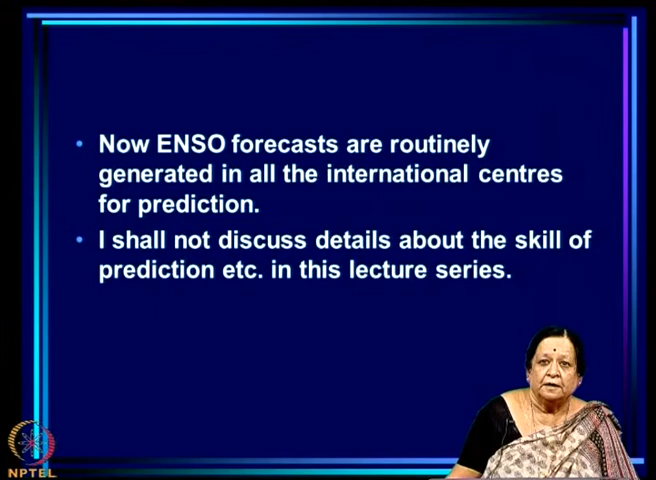 • Now ENSO forecasts are routinely
generated in all the international centres
for prediction.
• I shall not discuss details about the skill of
prediction etc. in this lecture series.
NPTEL